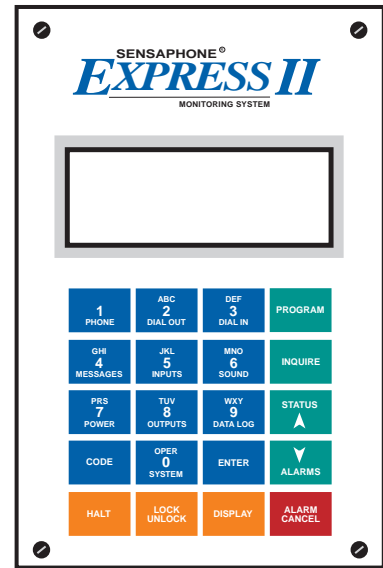 SENSAPHONE®
EXPRESS II
MONITORING SYSTEM
1
PHONE
ABC
2
DIAL OUT
DEF
3
DIAL IN
PROGRAM
GHI
4
MESSAGES
JKL
5
INPUTS
MNO
6
SOUND
INQUIRE
PRS
7
POWER
TUV
8
OUTPUTS
WXY
9
DATA LOG
STATUS
CODE
OPER
0
SYSTEM
ENTER
ALARMS
HALT
LOCK
UNLOCK
DISPLAY
ALARM
CANCEL